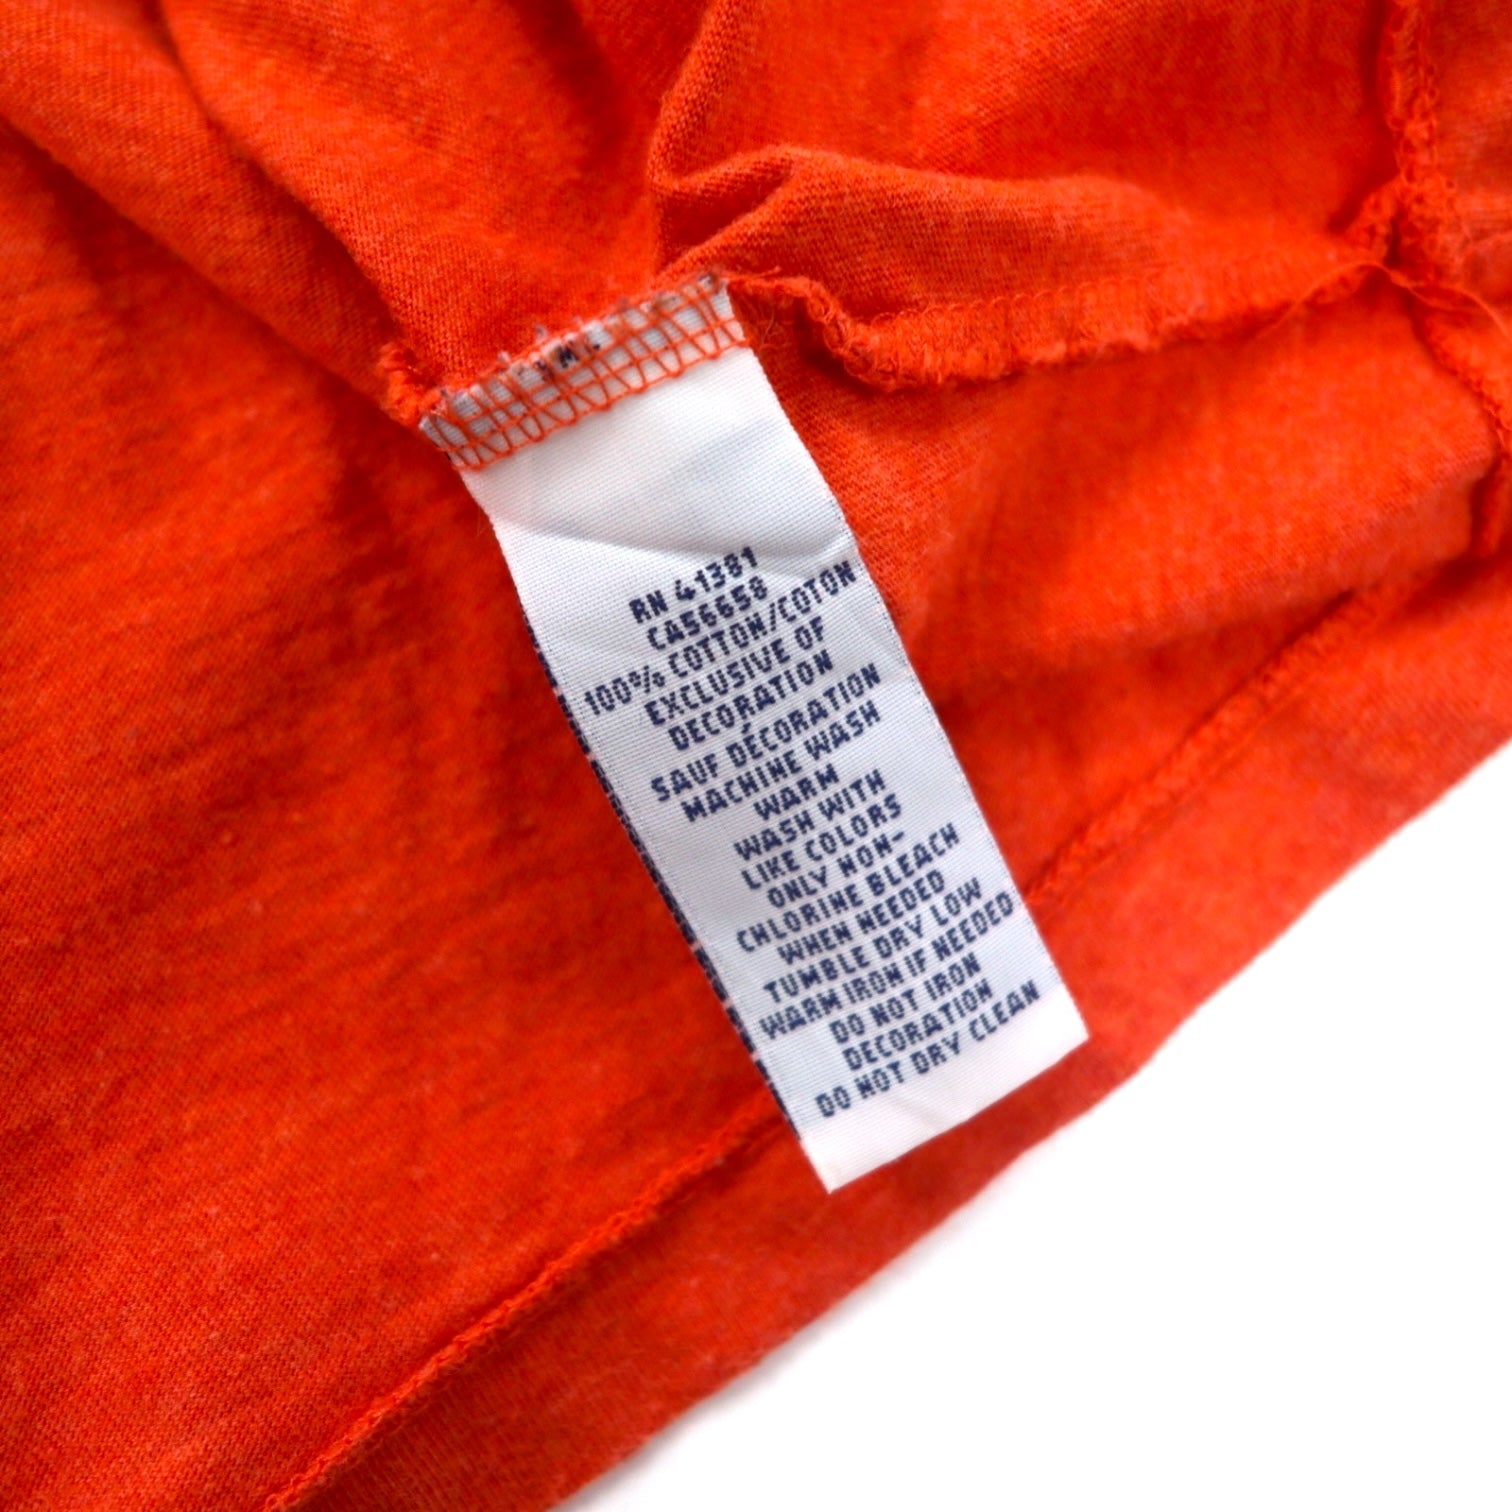 RN 41381
CA56658
100% COTTON/COTON
EXCLUSIVE OF
DECORATION
SAUF DÉCORATION
MACHINE WASH
WARM
WASH WITH
LIKE COLORS
ONLY NON-
CHLORINE BLEACH
WHEN NEEDED
TUMBLE DRY LOW
WARM IRON IF NEEDED
DO NOT IRON
DECORATION
DO NOT DRY CLEAN